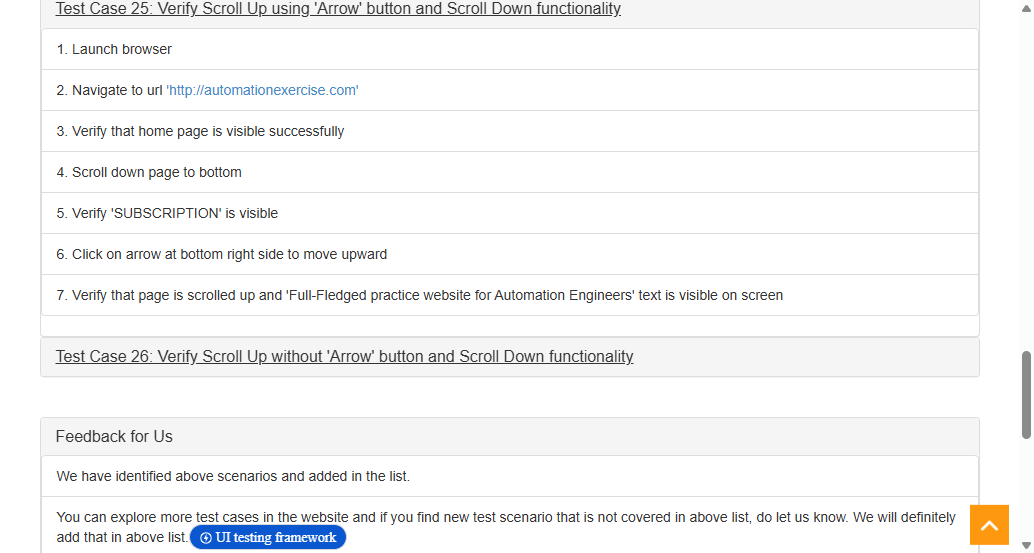 Test Case 25: Verify Scroll Up using 'Arrow' button and Scroll Down functionality
1. Launch browser
2. Navigate to url 'http://automationexercise.com'
3. Verify that home page is visible successfully
4. Scroll down page to bottom
5. Verify 'SUBSCRIPTION' is visible
6. Click on arrow at bottom right side to move upward
7. Verify that page is scrolled up and 'Full-Fledged practice website for Automation Engineers' text is visible on screen
Test Case 26: Verify Scroll Up without 'Arrow' button and Scroll Down functionality
Feedback for Us
We have identified above scenarios and added in the list.
You can explore more test cases in the website and if you find new test scenario that is not covered in above list, do let us know. We will definitely
add that in above list.
UI testing framework